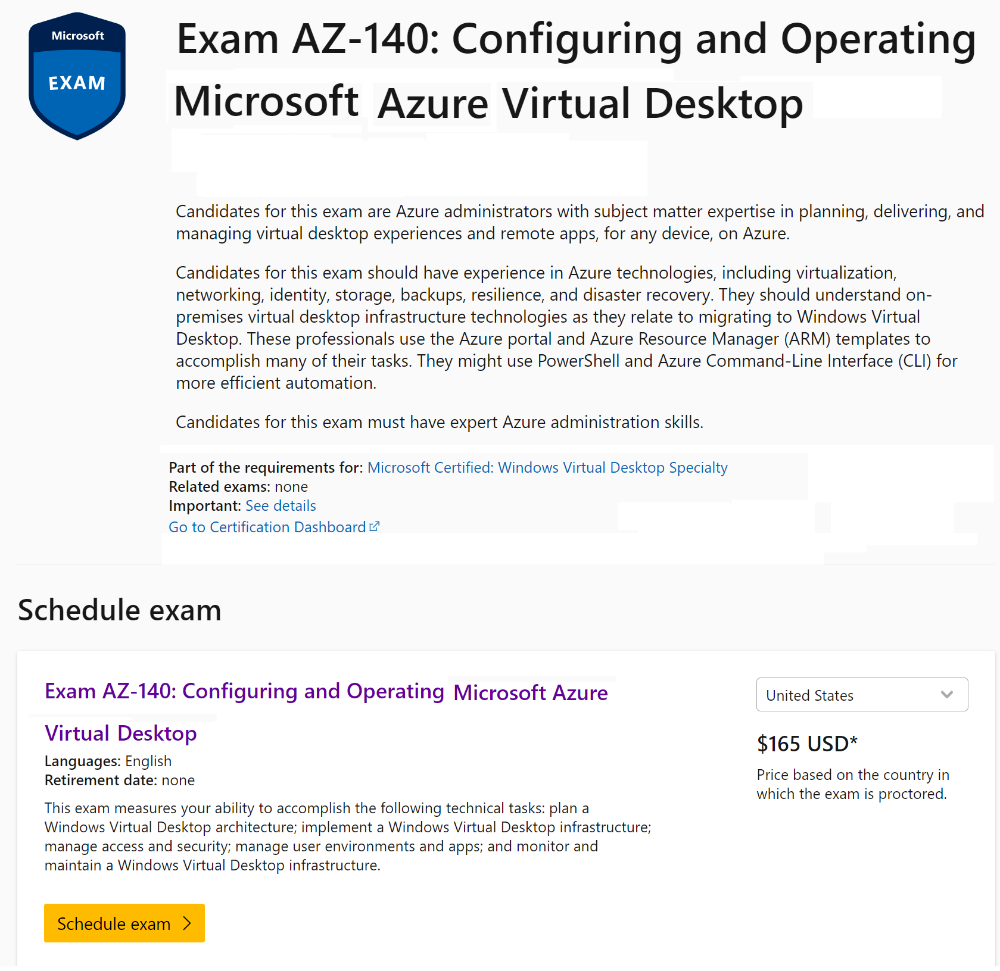 Microsoft
EXAM
Exam AZ-140: Configuring and Operating
Microsoft Azure Virtual Desktop
Candidates for this exam are Azure administrators with subject matter expertise in planning, delivering, and
managing virtual desktop experiences and remote apps, for any device, on Azure.
Candidates for this exam should have experience in Azure technologies, including virtualization,
networking, identity, storage, backups, resilience, and disaster recovery. They should understand on-
premises virtual desktop infrastructure technologies as they relate to migrating to Windows Virtual
Desktop. These professionals use the Azure portal and Azure Resource Manager (ARM) templates to
accomplish many of their tasks. They might use PowerShell and Azure Command-Line Interface (CLI) for
more efficient automation.
Candidates for this exam must have expert Azure administration skills.
Part of the requirements for: Microsoft Certified: Windows Virtual Desktop Specialty
Related exams: none
Important: See details
Go to Certification Dashboard
Schedule exam
Exam AZ-140: Configuring and Operating Microsoft Azure
Virtual Desktop
Languages: English
Retirement date: none
This exam measures your ability to accomplish the following technical tasks: plan a
Windows Virtual Desktop architecture; implement a Windows Virtual Desktop infrastructure;
manage access and security; manage user environments and apps; and monitor and
maintain a Windows Virtual Desktop infrastructure.
Schedule exam
United States
$165 USD*
Price based on the country in
which the exam is proctored.